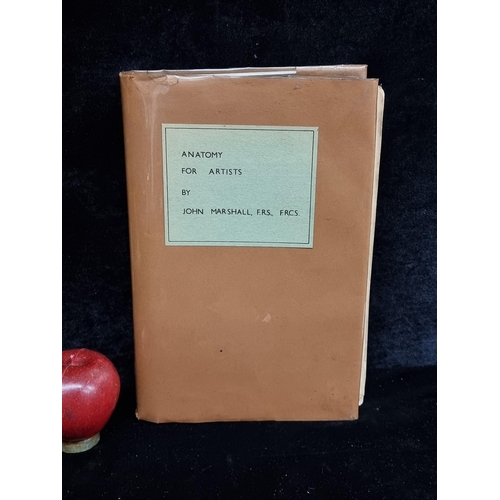 ANATOMY
FOR ARTISTS
BY
JOHN MARSHALL, F.R.S., F.R.C.S.